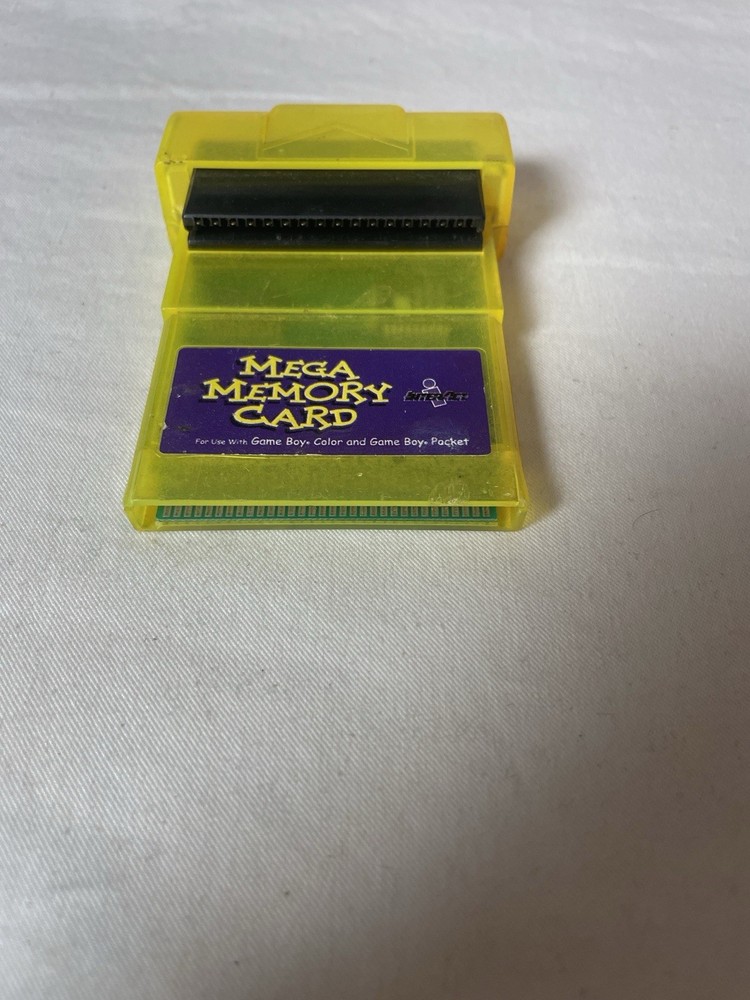 MEGA
MEMORY
CARD
INTERACT
For Use With Game Boy® Color and Game Boy® Pocket